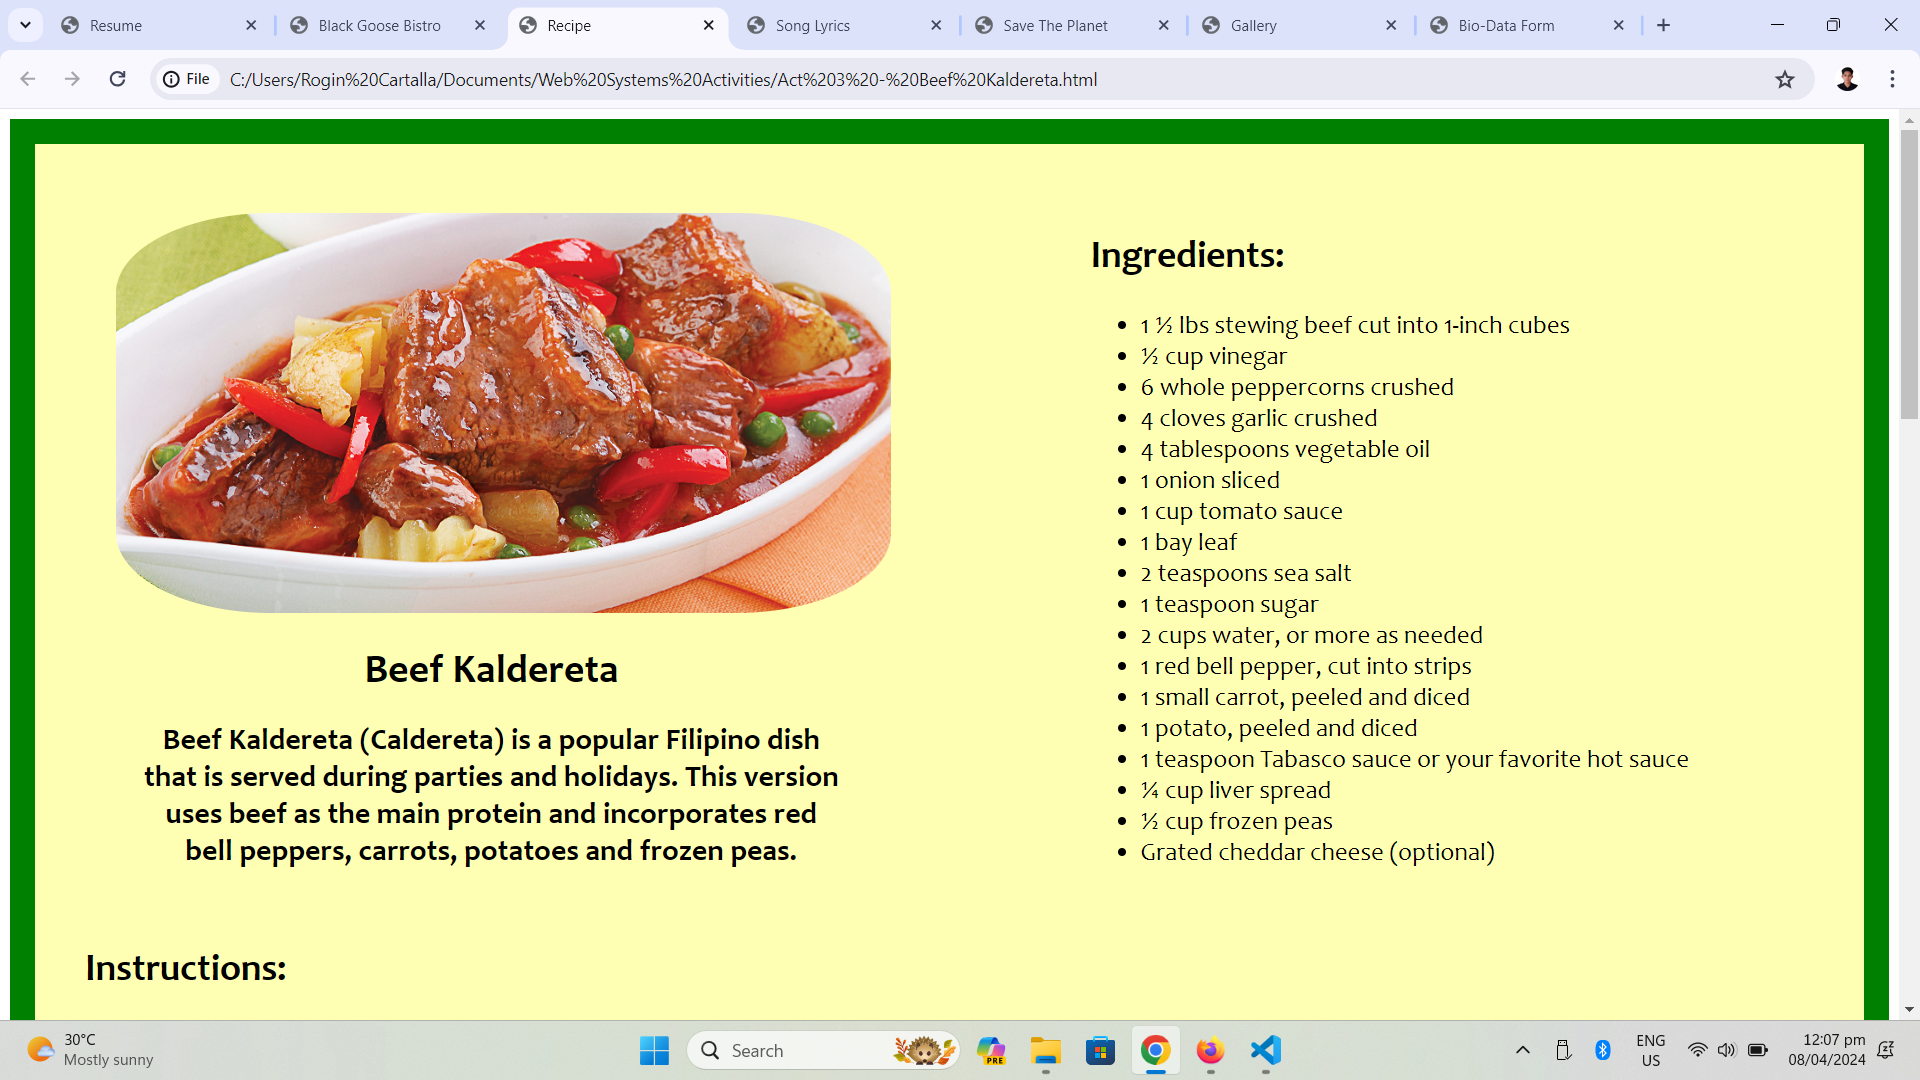 Resume
Black Goose Bistro
Recipe
Song Lyrics
Save The Planet
Gallery
Bio-Data Form
File
C:/Users/Rogin%20Cartalla/Documents/Web%20Systems%20Activities/Act%203%20-%20Beef%20Kaldereta.html
Beef Kaldereta
Beef Kaldereta (Caldereta) is a popular Filipino dish
that is served during parties and holidays. This version
uses beef as the main protein and incorporates red
bell peppers, carrots, potatoes and frozen peas.
Ingredients:
1 ½ lbs stewing beef cut into 1-inch cubes
½ cup vinegar
6 whole peppercorns crushed
4 cloves garlic crushed
4 tablespoons vegetable oil
1 onion sliced
1 cup tomato sauce
1 bay leaf
2 teaspoons sea salt
1 teaspoon sugar
2 cups water, or more as needed
1 red bell pepper, cut into strips
1 small carrot, peeled and diced
1 potato, peeled and diced
1 teaspoon Tabasco sauce or your favorite hot sauce
¼ cup liver spread
½ cup frozen peas
Grated cheddar cheese (optional)
Instructions:
30°C
Mostly sunny
Search
PRE
ENG
US
12:07 pm
08/04/2024